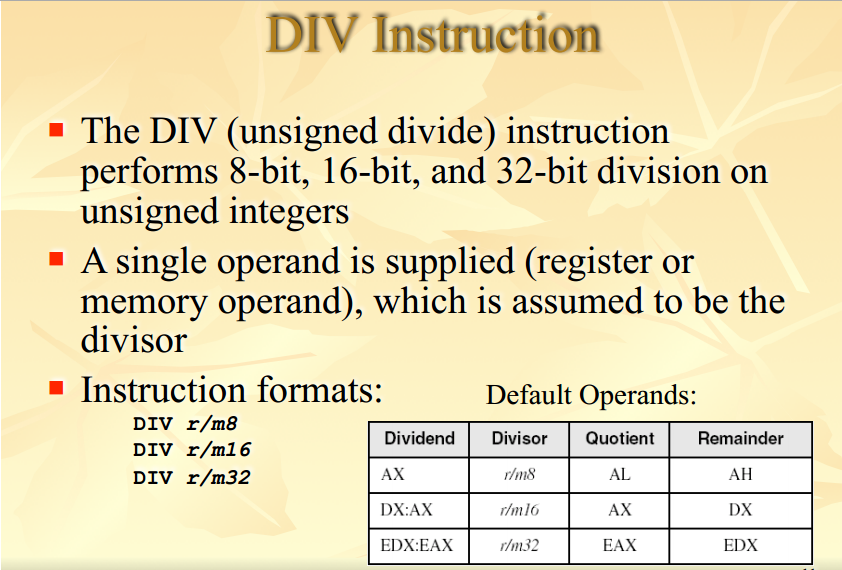 DIV Instruction
The DIV (unsigned divide) instruction
performs 8-bit, 16-bit, and 32-bit division on
unsigned integers
A single operand is supplied (register or
memory operand), which is assumed to be the
divisor
Instruction formats:
DIV r/m8
DIV r/m16
DIV r/m32
Default Operands:
Dividend Divisor Quotient Remainder
AX r/m8 AL AH
DX:AX r/m16 AX DX
EDX:EAX r/m32 EAX EDX